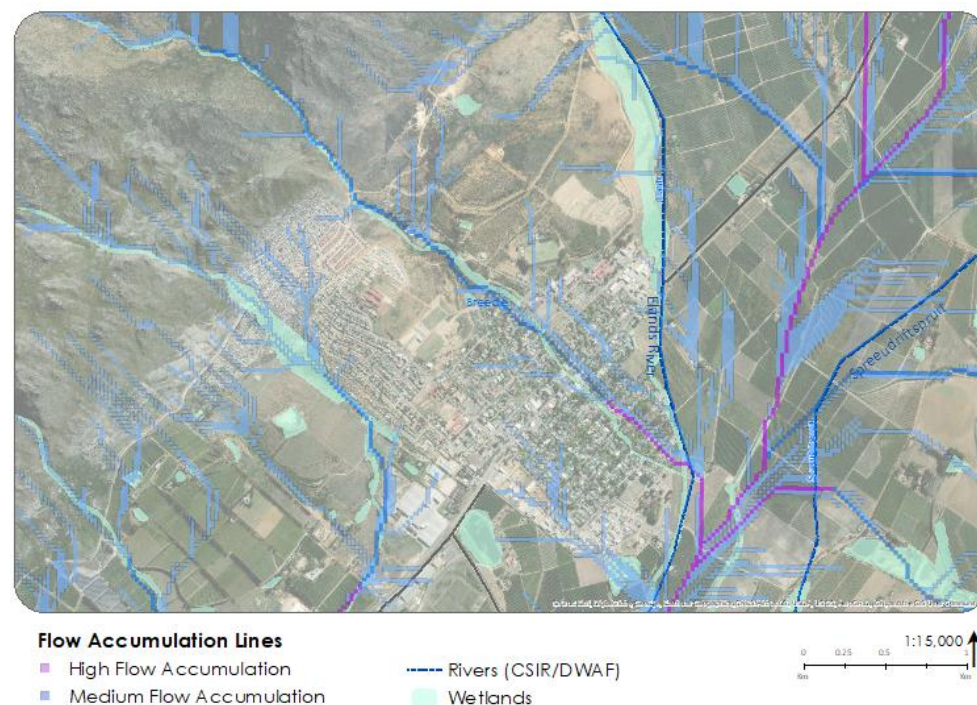 Breede
Elands River
Spreeudriftspruit
Flow Accumulation Lines
High Flow Accumulation
Medium Flow Accumulation
Rivers (CSIR/DWAF)
Wetlands
1:15,000
0 0.25 0.5 1
Km Km